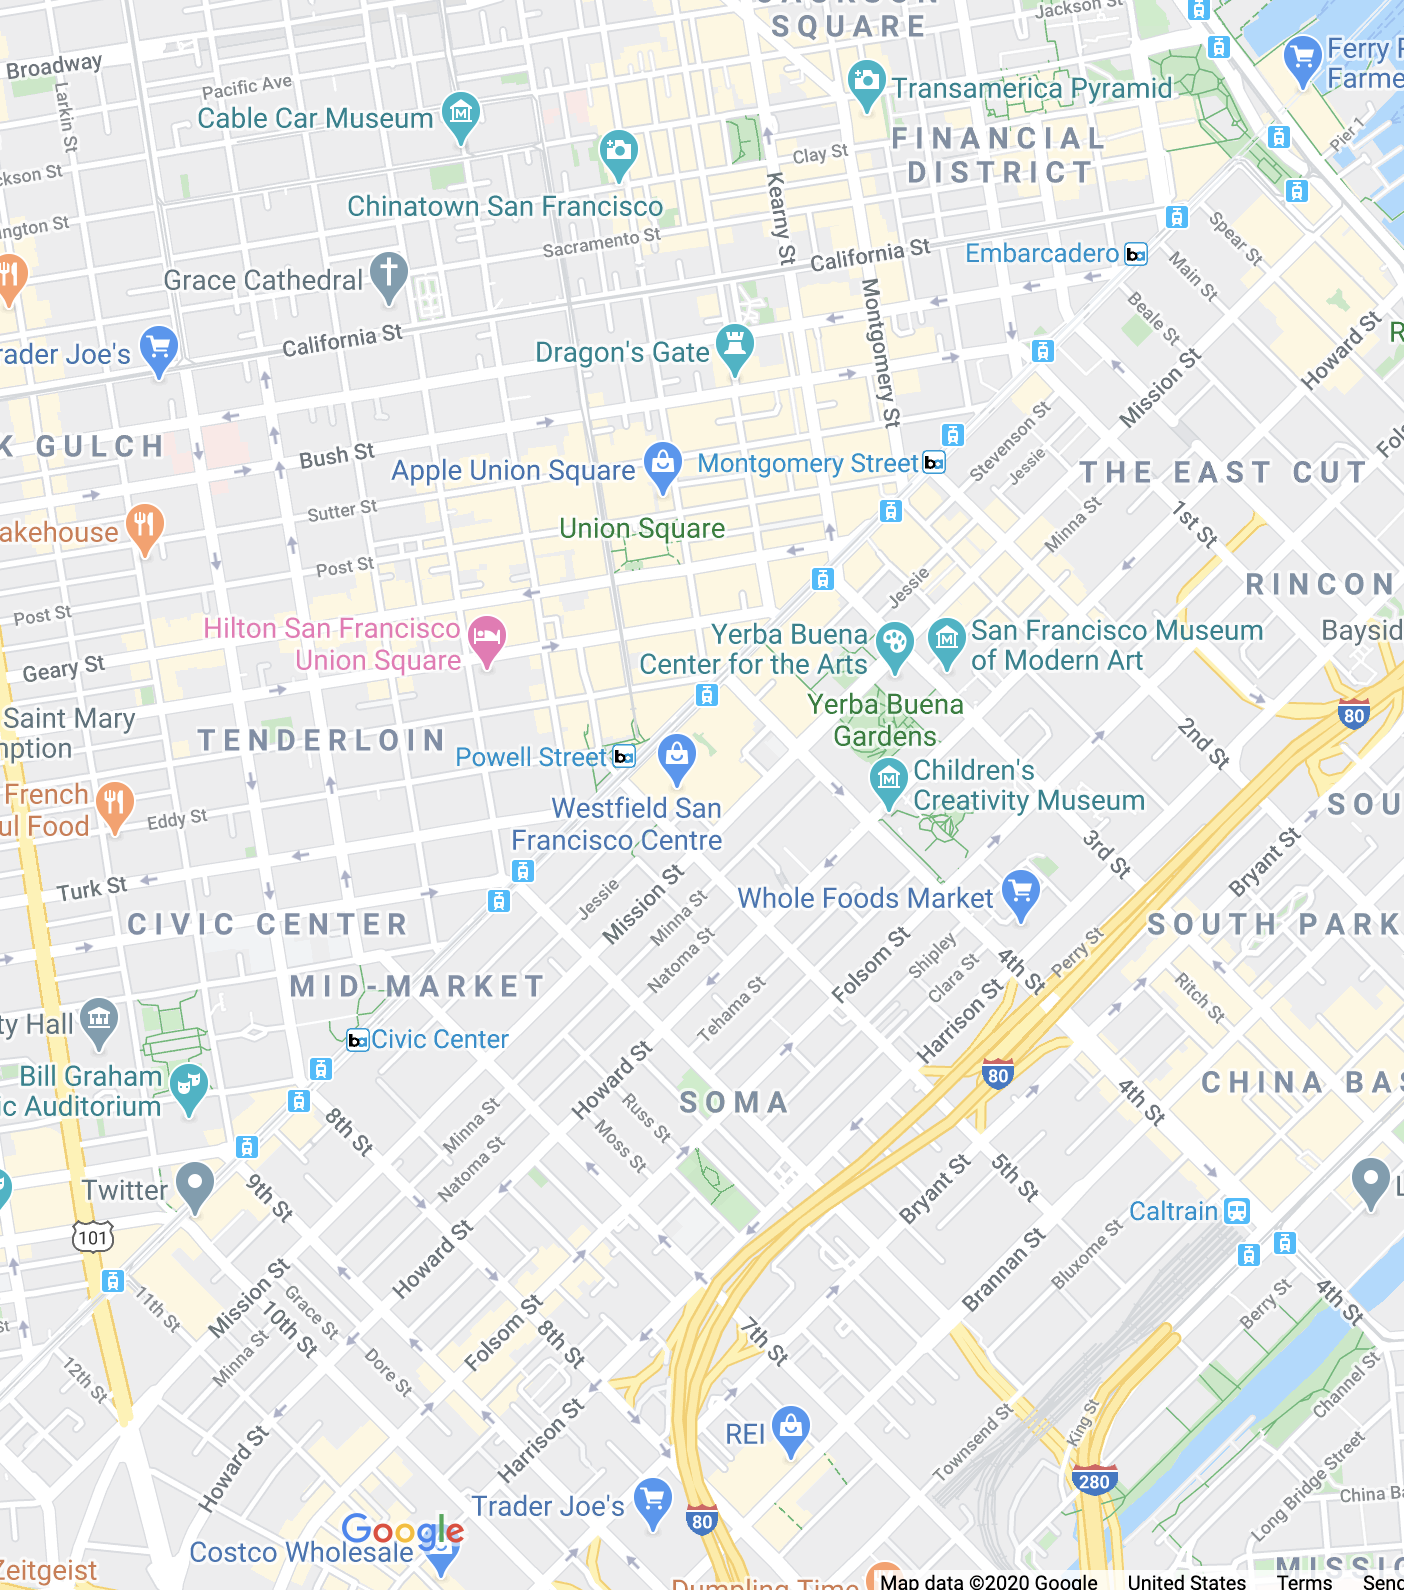 JACKSON
SQUARE
Jackson St
Broadway
Pacific Ave
Larkin St
Cable Car Museum
Transamerica Pyramid
Ferry
Farme
Pier 1
FINANCIAL
DISTRICT
Clay St
ckson St
Chinatown San Francisco
Kearny St
ington St
Sacramento St
California St
Embarcadero
Spear St
Main St
Beale St
Grace Cathedral
California St
Montgomery St
Howard St
R
rader Joe's
Dragon's Gate
Mission St
K GULCH
Bush St
Stevenson St
Jessie
Fols
Apple Union Square
Montgomery Street
THE EAST CUT
Sutter St
Union Square
Minna St
1st St
akehouse
Post St
Jessie
RINCON
Post St
Hilton San Francisco
Union Square
Yerba Buena
Center for the Arts
San Francisco Museum
of Modern Art
Baysid
Geary St
Yerba Buena
Gardens
80
Saint Mary
mption
TENDERLOIN
2nd St
Powell Street
Children's
Creativity Museum
French
ul Food
Eddy St
Westfield San
Francisco Centre
SOU
3rd St
Bryant St
Turk St
Jessie
Mission St
Minna St
Natoma St
Whole Foods Market
CIVIC CENTER
SOUTH PARK
Folsom St
Shipley
Clara St
4th St
Perry St
MID-MARKET
Tehama St
Harrison St
Ritch St
ty Hall
Civic Center
Bill Graham
ic Auditorium
Howard St
80
CHINA BAS
SOMA
Russ St
Moss St
4th St
8th St
Minna St
Natoma St
Twitter
9th St
Bryant St
5th St
L
Caltrain
101
Howard St
Brannan St
Bluxome St
Mission St
11th St
Grace St
10th St
Minna St
Folsom St
8th St
7th St
Berry St
4th St
12th St
Dore St
Channel St
Harrison St
REI
Townsend St
King St
Howard St
280
Long Bridge Street
China Ba
Trader Joe's
80
Google
Costco Wholesale
Zeitgeist
Dumpling Time
MISSIO
Map data ©2020 Google
United States
Terms
Send